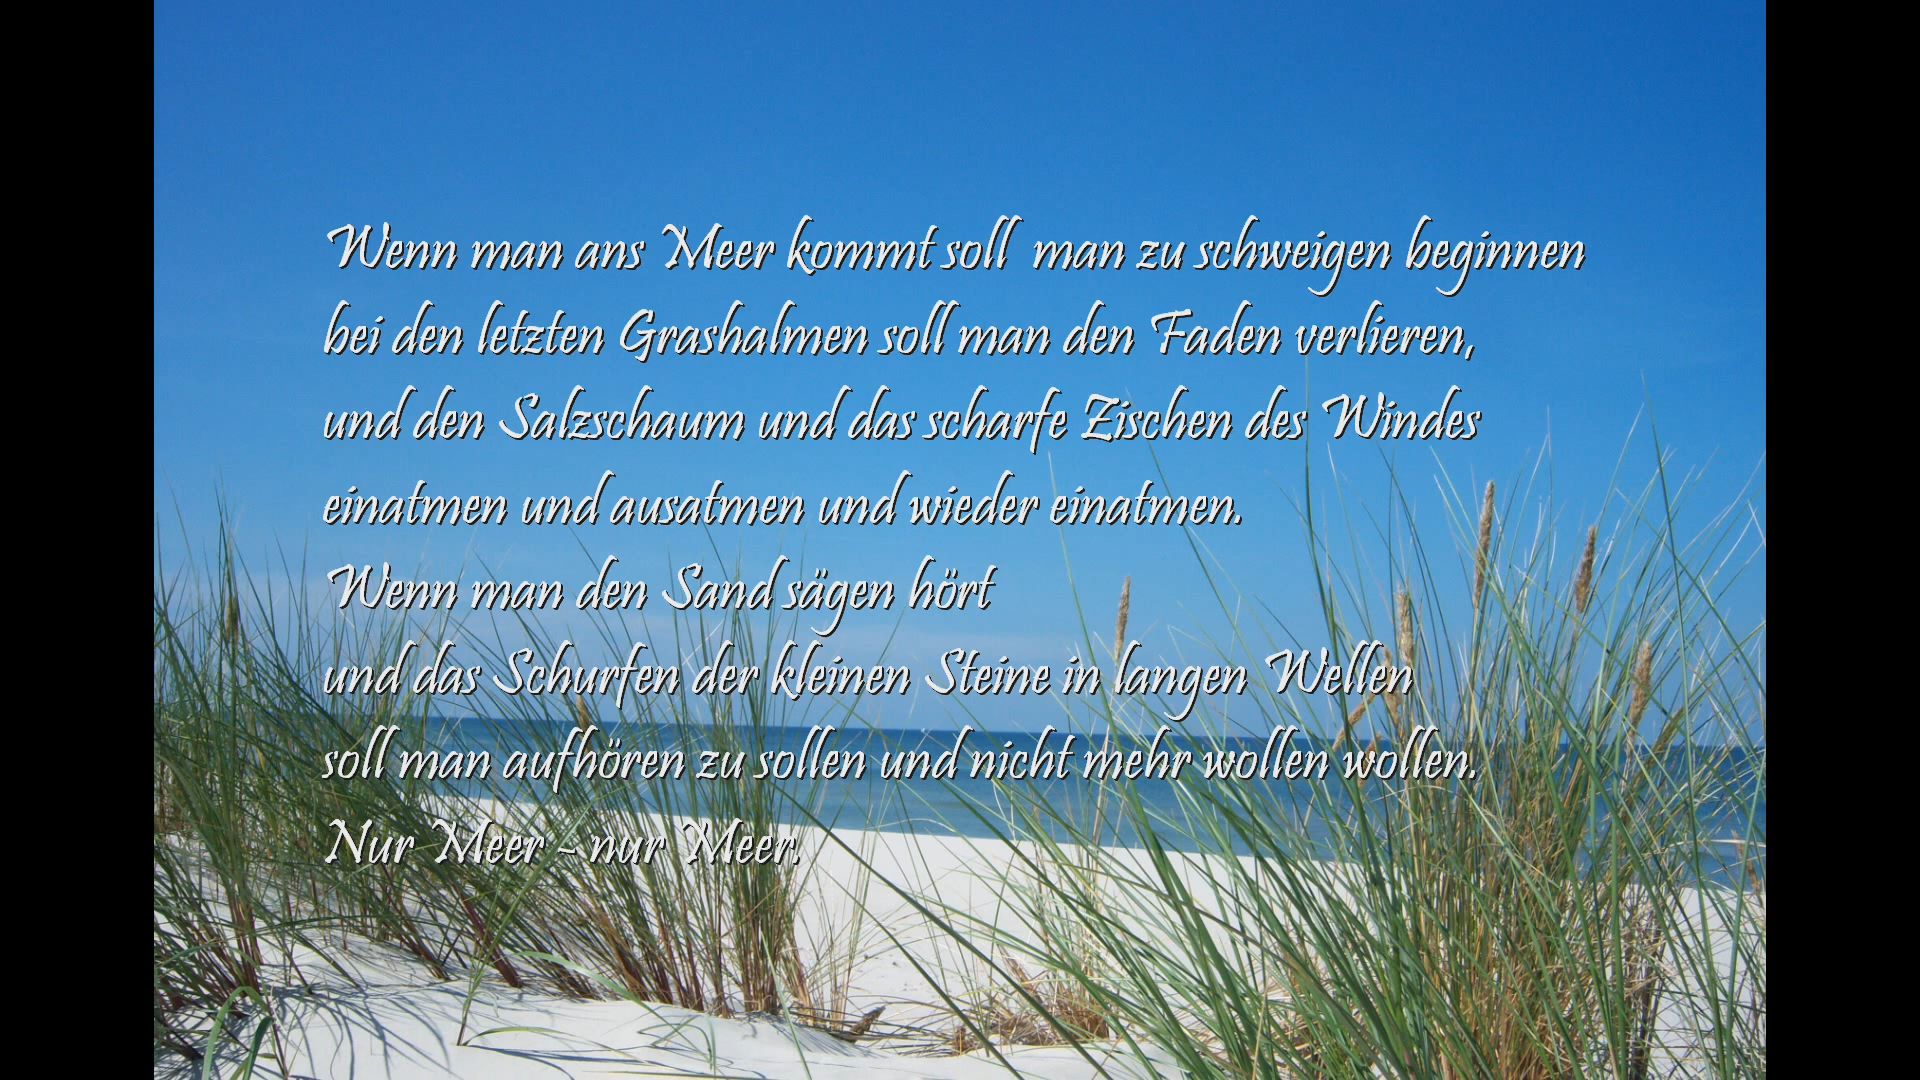 Wenn man ans Meer kommt soll man zu schweigen beginnen
bei den letzten Grashalmen soll man den Faden verlieren,
und den Salzschaum und das scharfe Zischen des Windes
einatmen und ausatmen und wieder einatmen.
Wenn man den Sand sägen hört
und das Schurfen der kleinen Steine in langen Wellen
soll man aufhören zu sollen und nicht mehr wollen wollen.
Nur Meer - nur Meer.